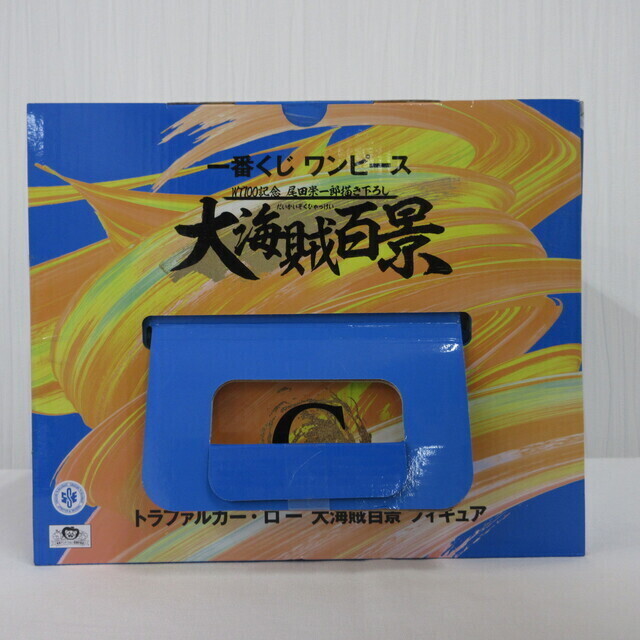 一番くじ ワンピース
WT100記念 尾田栄一郎描き下ろし
だいかいぞくひゃっけい
大海賊百景
C
トラファルガー・ロー 大海賊百景 フィギュア